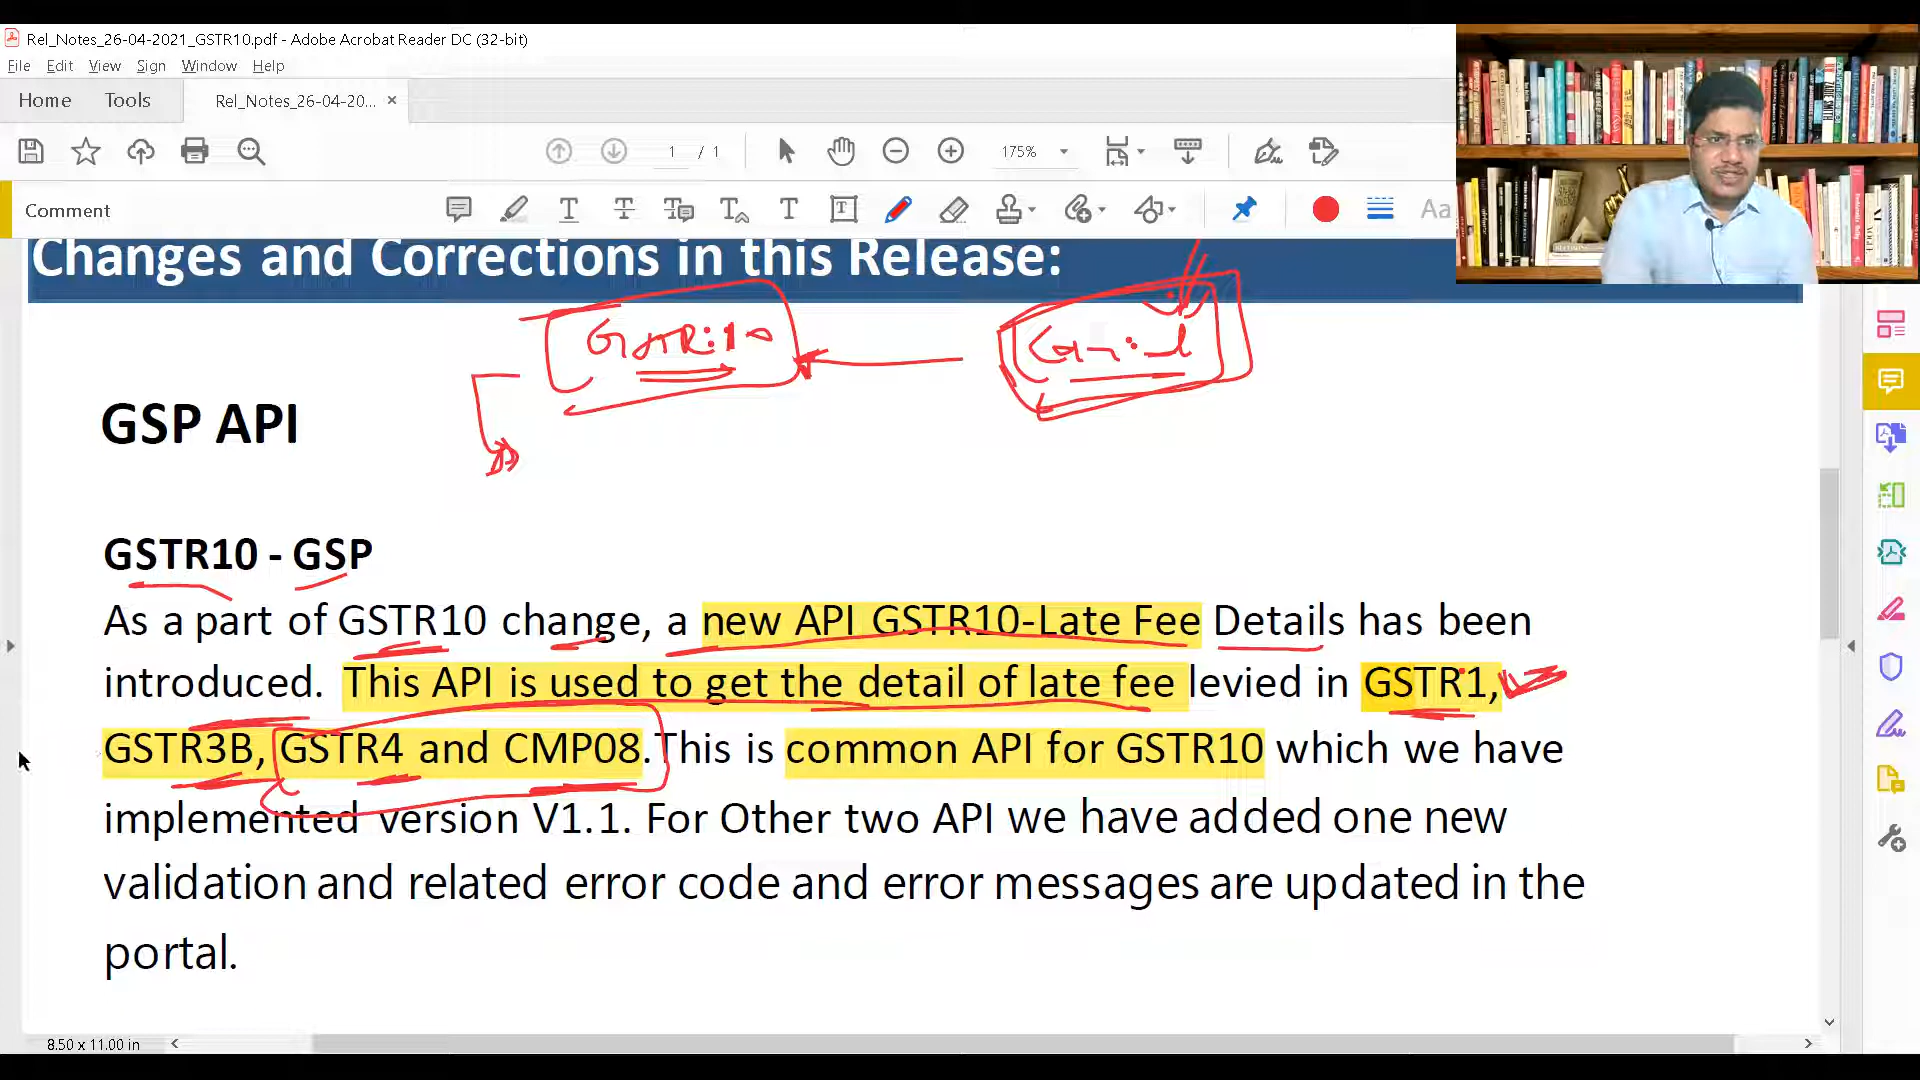 Rel_Notes_26-04-2021_GSTR10.pdf - Adobe Acrobat Reader DC (32-bit)
File Edit View Sign Window Help
Home Tools Rel_Notes_26-04-20... ×
1 / 1 175%
Comment
Aa
Changes and Corrections in this Release:
GSTR:10
GSP API
GSTR10 - GSP
As a part of GSTR10 change, a new API GSTR10-Late Fee Details has been
introduced. This API is used to get the detail of late fee levied in GSTR1,
GSTR3B, GSTR4 and CMP08. This is common API for GSTR10 which we have
implemented version V1.1. For Other two API we have added one new
validation and related error code and error messages are updated in the
portal.
8.50 x 11.00 in